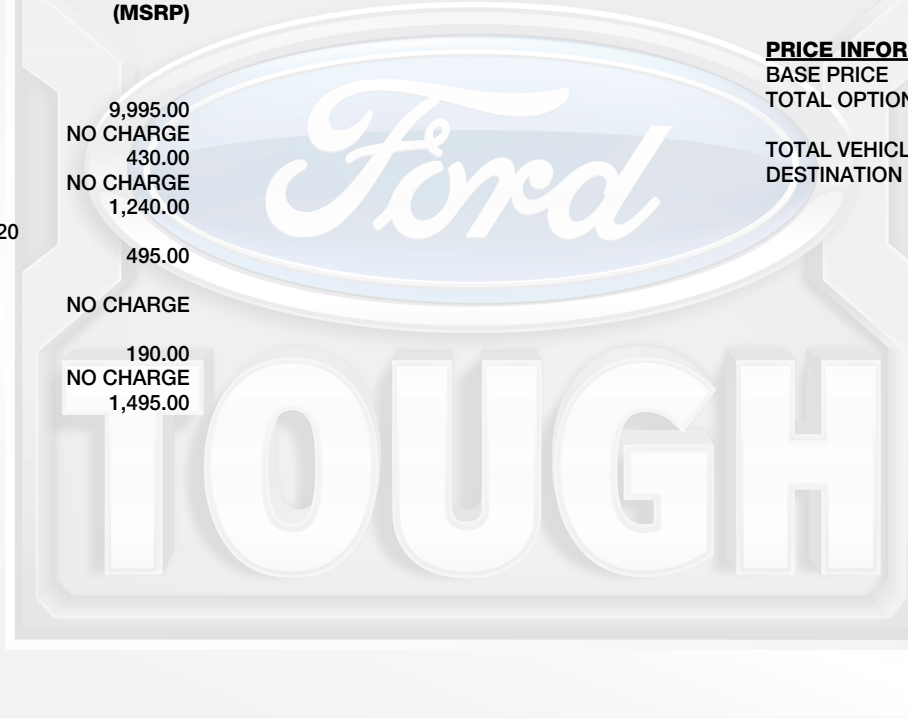 (MSRP)
9,995.00
NO CHARGE
430.00
NO CHARGE
1,240.00
20
495.00
NO CHARGE
190.00
NO CHARGE
1,495.00
PRICE INFOR
BASE PRICE
TOTAL OPTION
TOTAL VEHICL
DESTINATION
Ford
TOUGH